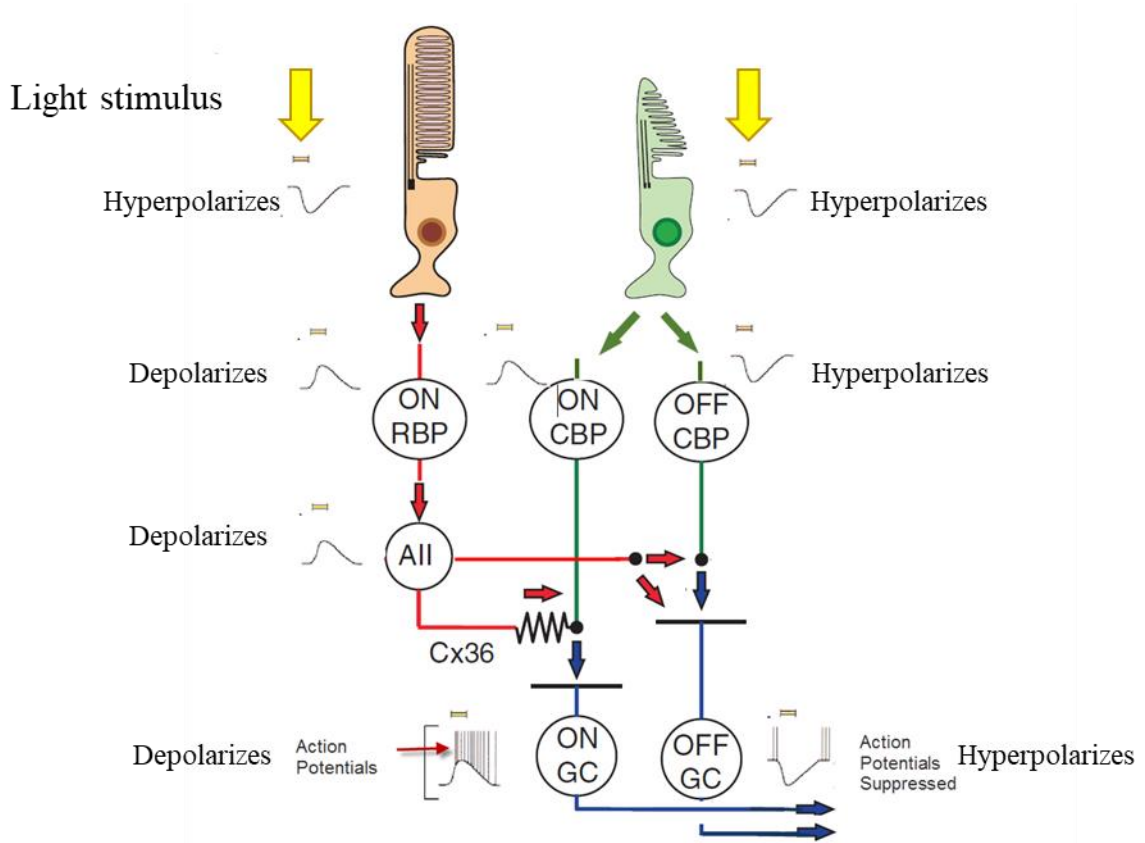 Light stimulus
Hyperpolarizes
Hyperpolarizes
Depolarizes
Hyperpolarizes
ON
RBP
ON
CBP
OFF
CBP
Depolarizes
AII
Cx36
Depolarizes
Action
Potentials
ON
GC
OFF
GC
Action
Potentials
Suppressed
Hyperpolarizes